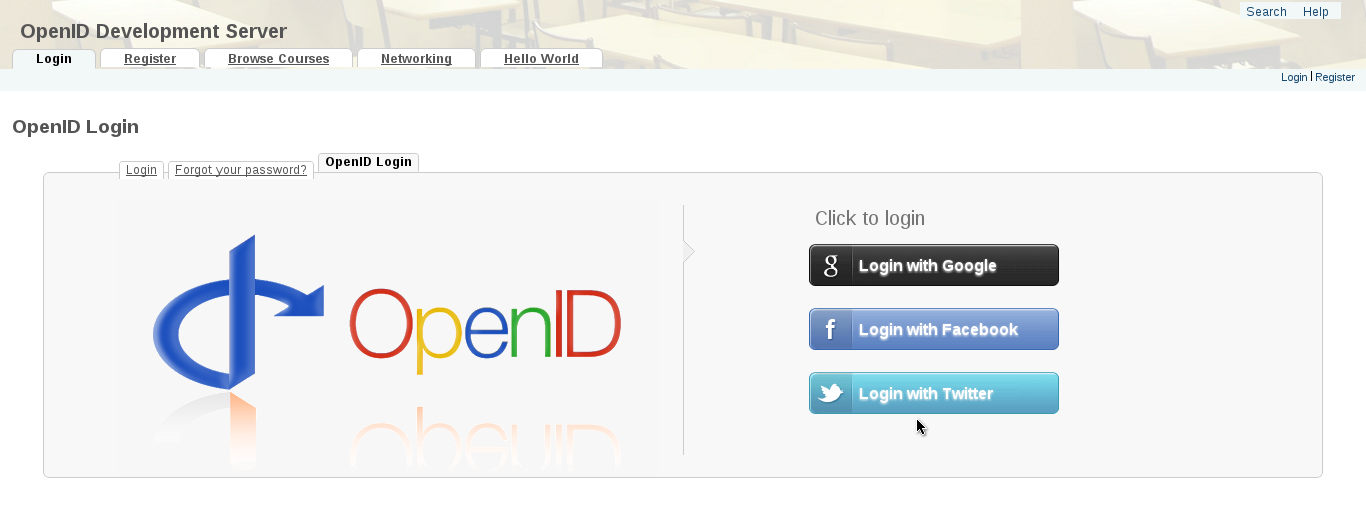 Search Help
OpenID Development Server
Login Register Browse Courses Networking Hello World
Login | Register
OpenID Login
Login Forgot your password? OpenID Login
OpenID
Click to login
g Login with Google
f Login with Facebook
Login with Twitter